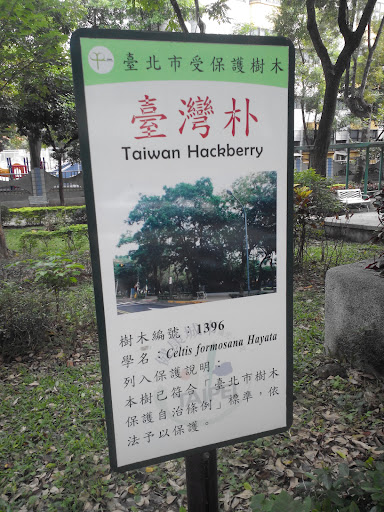 臺北市受保護樹木
臺灣朴
Taiwan Hackberry
樹木編號：1396
學名：Celtis formosana Hayata
列入保護說明：
本樹已符合「臺北市樹木
保護自治條例」標準，依
法予以保護。